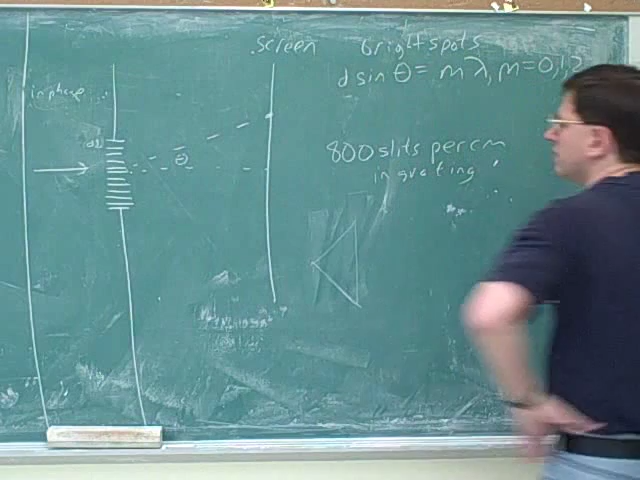 screen
bright spots
d sin θ = mλ, m = 0,1,2
in phase
d
θ
800 slits per cm
in grating